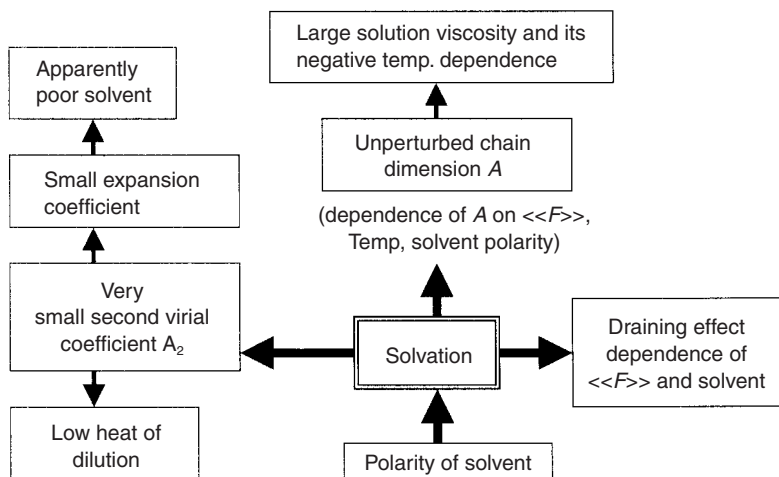 Large solution viscosity and its
negative temp. dependence
Apparently
poor solvent
Unperturbed chain
dimension A
Small expansion
coefficient
(dependence of A on <<F>>,
Temp, solvent polarity)
Very
small second virial
coefficient A₂
Solvation
Draining effect
dependence of
<<F>> and solvent
Low heat of
dilution
Polarity of solvent